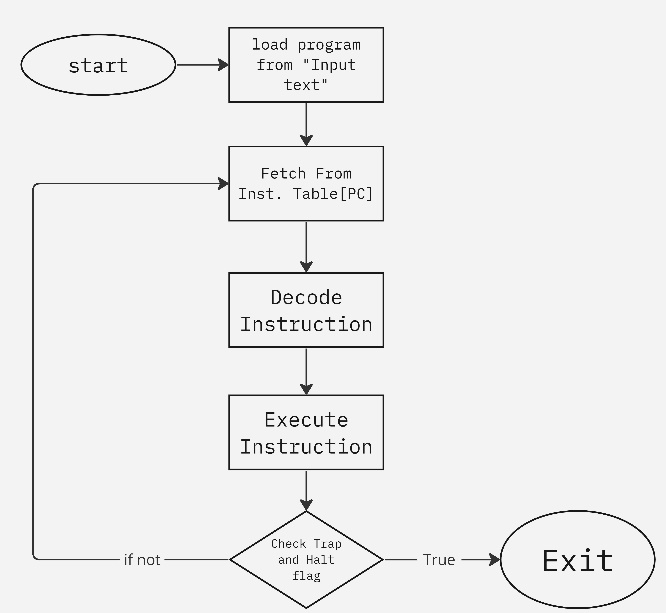 start
load program
from "Input
text"
Fetch From
Inst. Table[PC]
Decode
Instruction
Execute
Instruction
Check Trap
and Halt
flag
if not
True
Exit